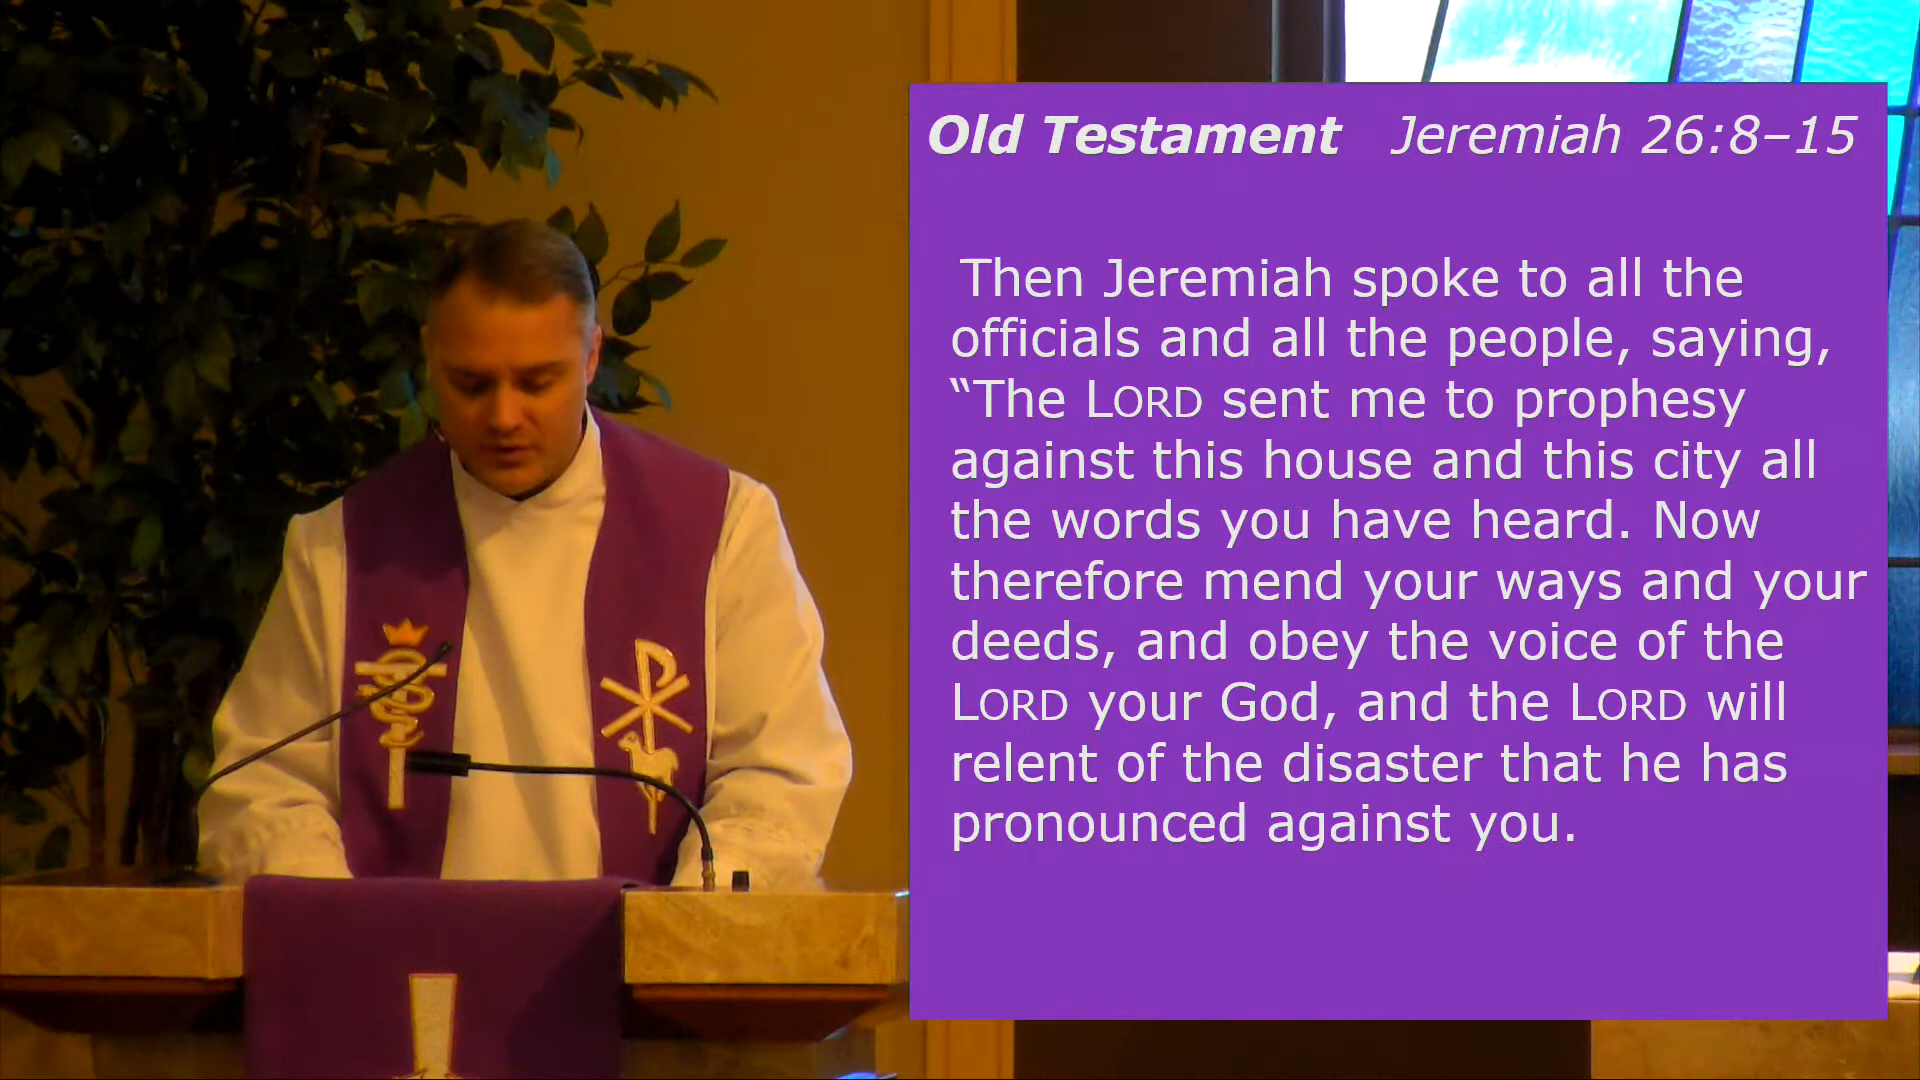 Old Testament Jeremiah 26:8–15
Then Jeremiah spoke to all the
officials and all the people, saying,
“The LORD sent me to prophesy
against this house and this city all
the words you have heard. Now
therefore mend your ways and your
deeds, and obey the voice of the
LORD your God, and the LORD will
relent of the disaster that he has
pronounced against you.